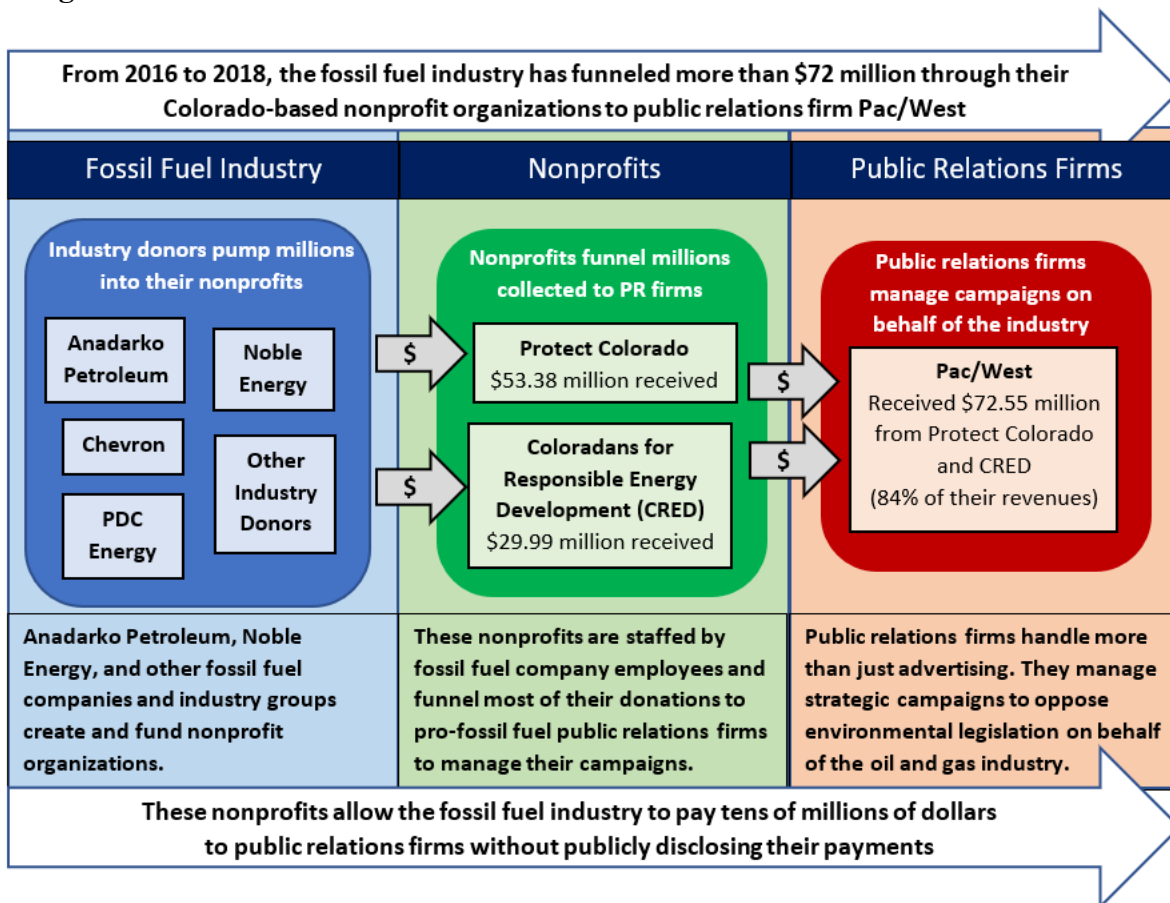 From 2016 to 2018, the fossil fuel industry has funneled more than $72 million through their
Colorado-based nonprofit organizations to public relations firm Pac/West
Fossil Fuel Industry
Nonprofits
Public Relations Firms
Industry donors pump millions
into their nonprofits
Anadarko
Petroleum
Noble
Energy
Chevron
Other
Industry
Donors
PDC
Energy
$
$
Nonprofits funnel millions
collected to PR firms
Protect Colorado
$53.38 million received
Coloradans for
Responsible Energy
Development (CRED)
$29.99 million received
$
$
Public relations firms
manage campaigns on
behalf of the industry
Pac/West
Received $72.55 million
from Protect Colorado
and CRED
(84% of their revenues)
Anadarko Petroleum, Noble
Energy, and other fossil fuel
companies and industry groups
create and fund nonprofit
organizations.
These nonprofits are staffed by
fossil fuel company employees and
funnel most of their donations to
pro-fossil fuel public relations firms
to manage their campaigns.
Public relations firms handle more
than just advertising. They manage
strategic campaigns to oppose
environmental legislation on behalf
of the oil and gas industry.
These nonprofits allow the fossil fuel industry to pay tens of millions of dollars
to public relations firms without publicly disclosing their payments